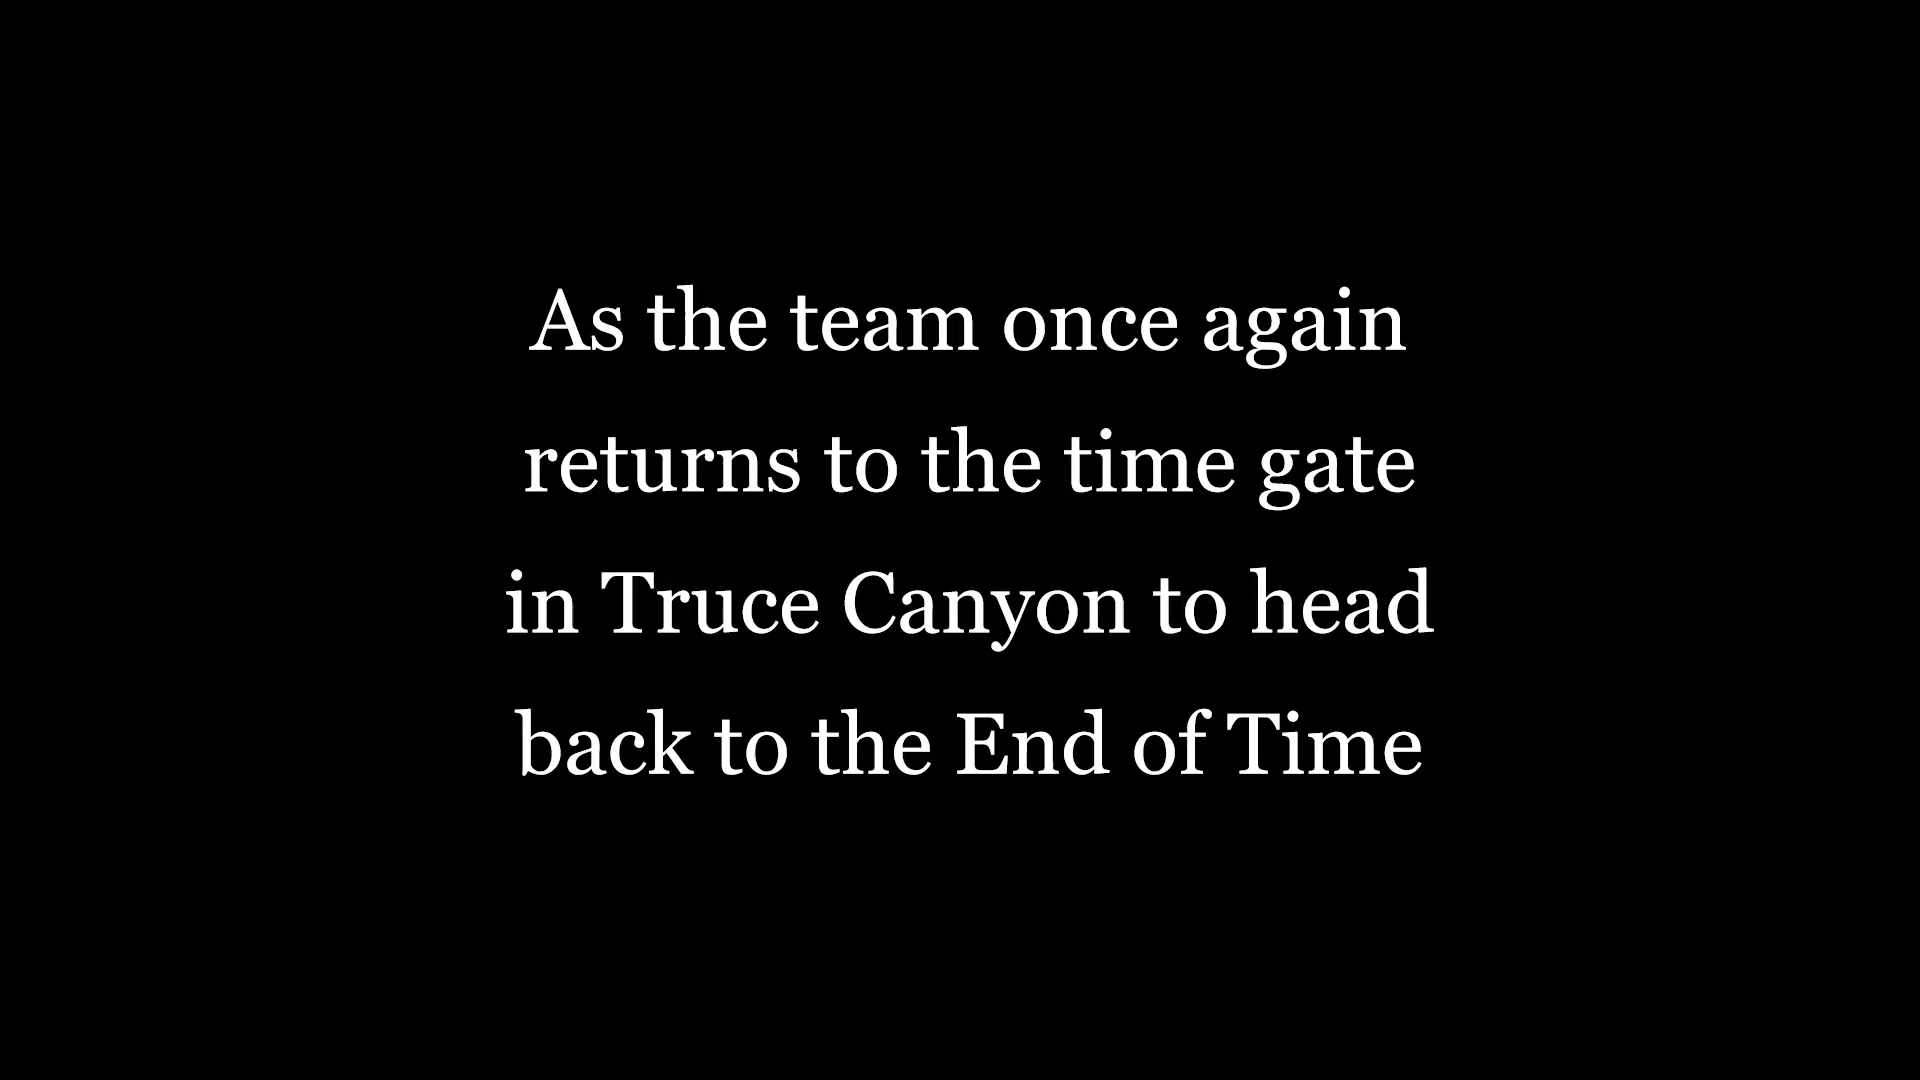 As the team once again
returns to the time gate
in Truce Canyon to head
back to the End of Time